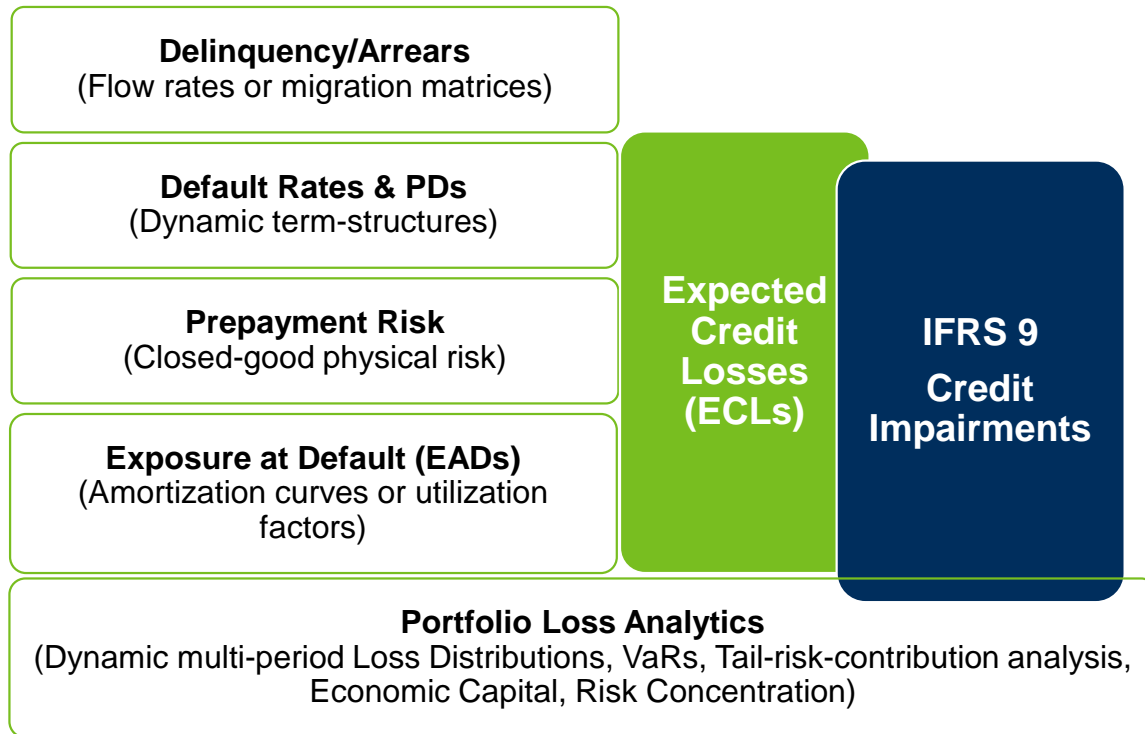 Delinquency/Arrears
(Flow rates or migration matrices)
Default Rates & PDs
(Dynamic term-structures)
Prepayment Risk
(Closed-good physical risk)
Exposure at Default (EADs)
(Amortization curves or utilization
factors)
Expected
Credit
Losses
(ECLs)
IFRS 9
Credit
Impairments
Portfolio Loss Analytics
(Dynamic multi-period Loss Distributions, VaRs, Tail-risk-contribution analysis,
Economic Capital, Risk Concentration)